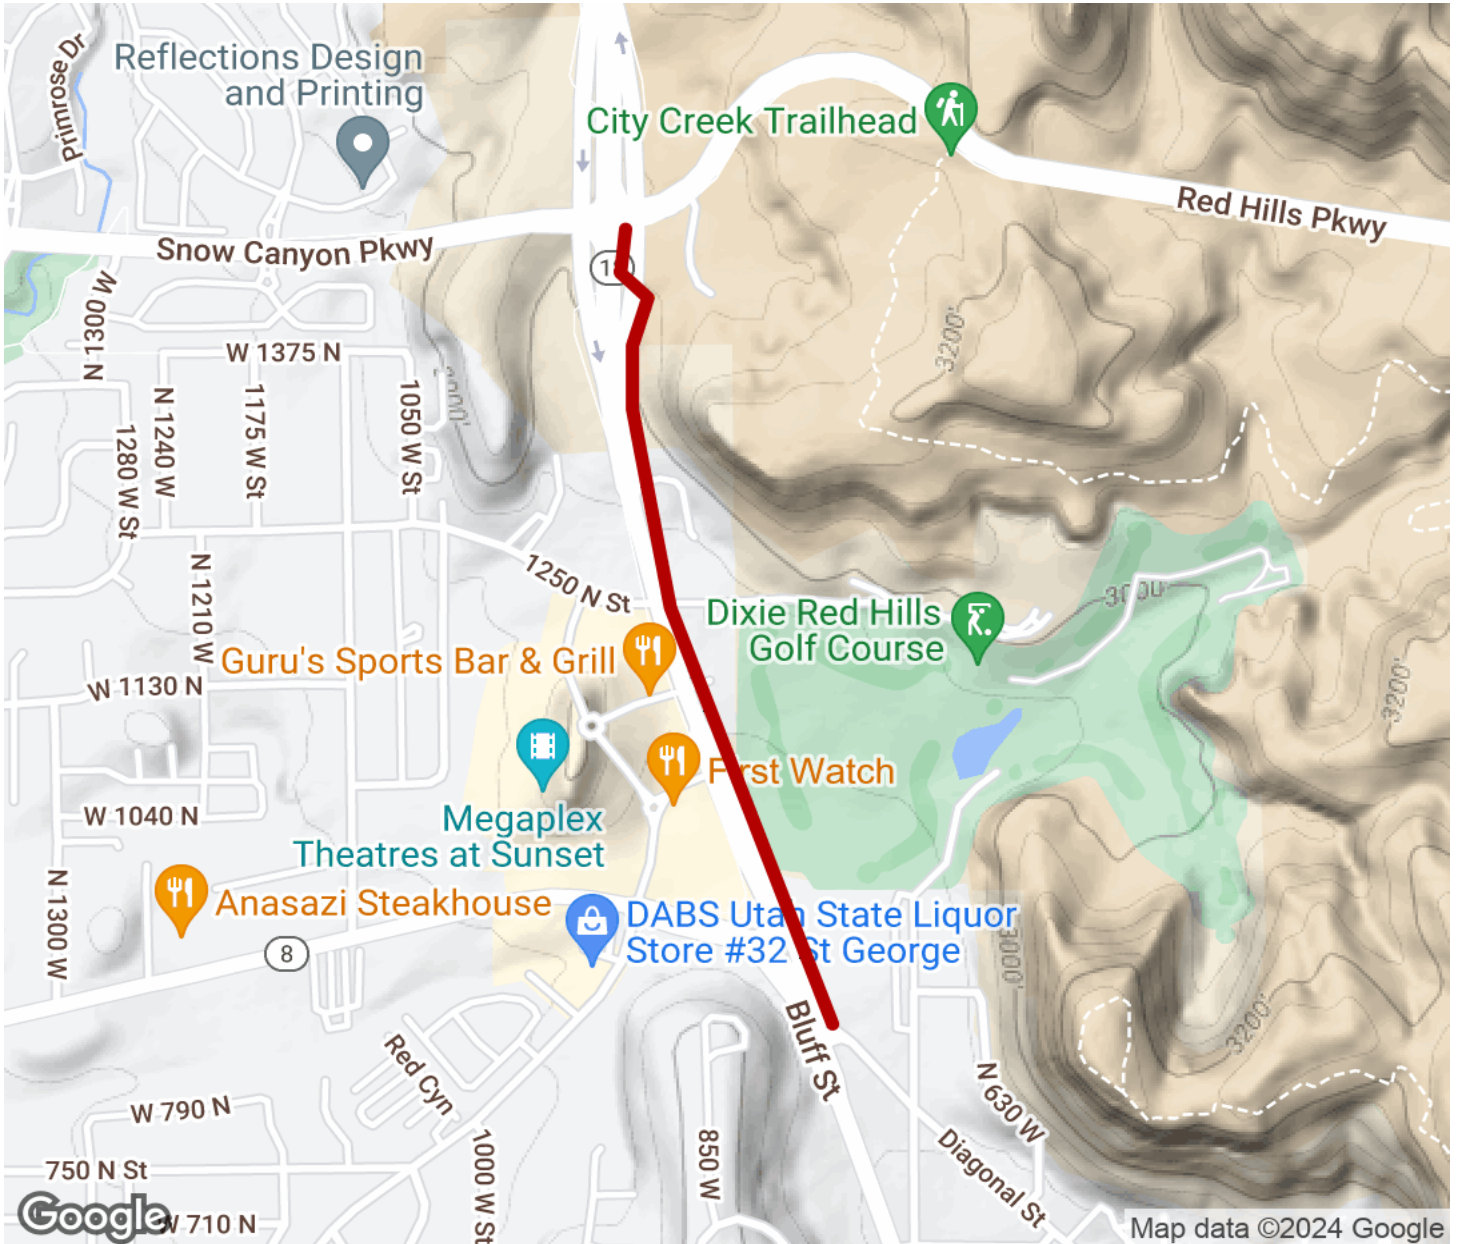 Primrose Dr
Reflections Design
and Printing
City Creek Trailhead
Red Hills Pkwy
Snow Canyon Pkwy
N 1300 W
W 1375 N
3200'
N 1240 W
1175 W St
1050 W St
1280 W St
N 1210 W
1250 N St
Dixie Red Hills
Golf Course
Guru's Sports Bar & Grill
W 1130 N
3200'
First Watch
Megaplex
Theatres at Sunset
W 1040 N
Anasazi Steakhouse
N 1300 W
8
DABS Utah State Liquor
Store #32 St George
3000'
3200'
Bluff St
Red Cyn
N 630 W
W 790 N
Diagonal St
1000 W St
850 W
750 N St
W 710 N
Google
Map data ©2024 Google